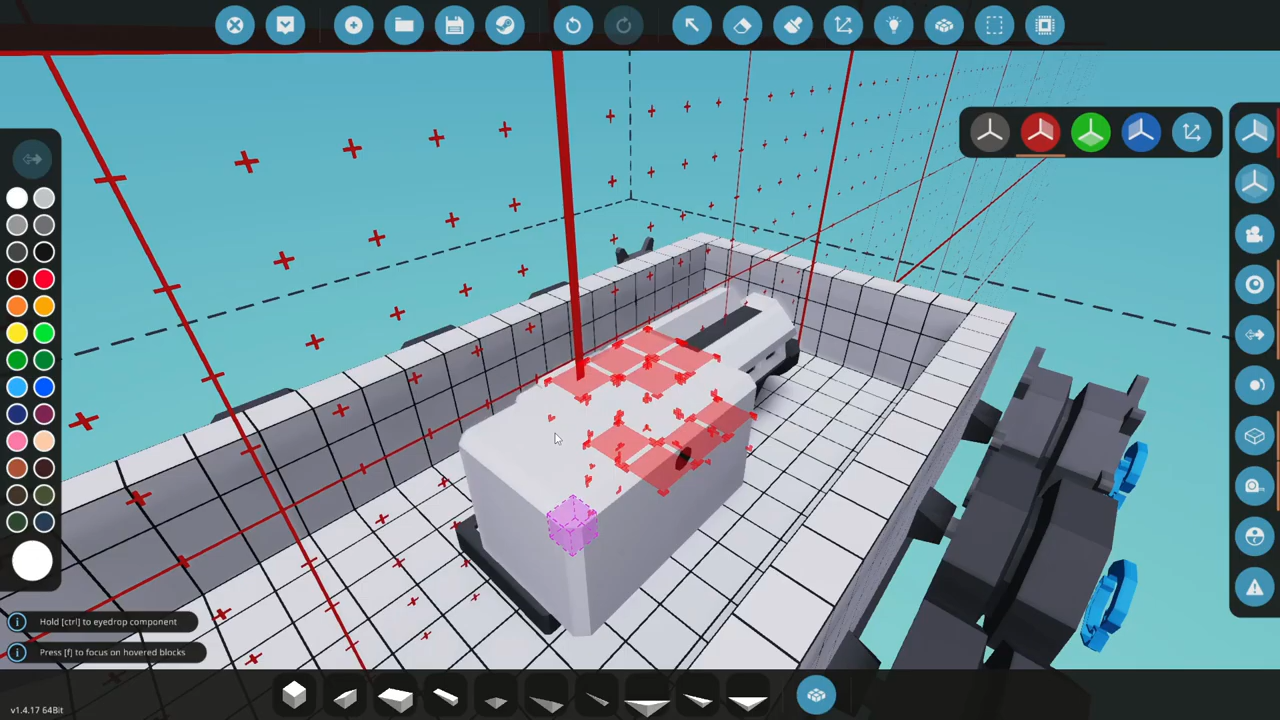 Hold [ctrl] to eyedrop component
Press [f] to focus on hovered blocks
v1.4.17 64Bit